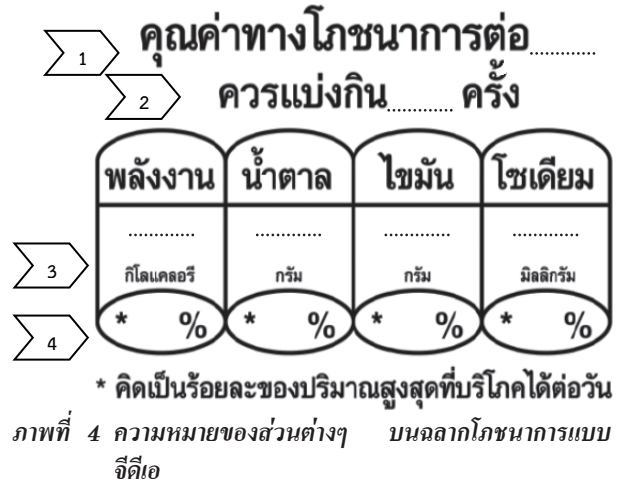 1 คุณค่าทางโภชนาการต่อ............
2 ควรแบ่งกิน............ ครั้ง
พลังงาน น้ำตาล ไขมัน โซเดียม
............ ............ ............ ............
3 กิโลแคลอรี กรัม กรัม มิลลิกรัม
4 * % * % * % * %
* คิดเป็นร้อยละของปริมาณสูงสุดที่บริโภคได้ต่อวัน
ภาพที่ 4 ความหมายของส่วนต่างๆ บนฉลากโภชนาการแบบ
จีดีเอ